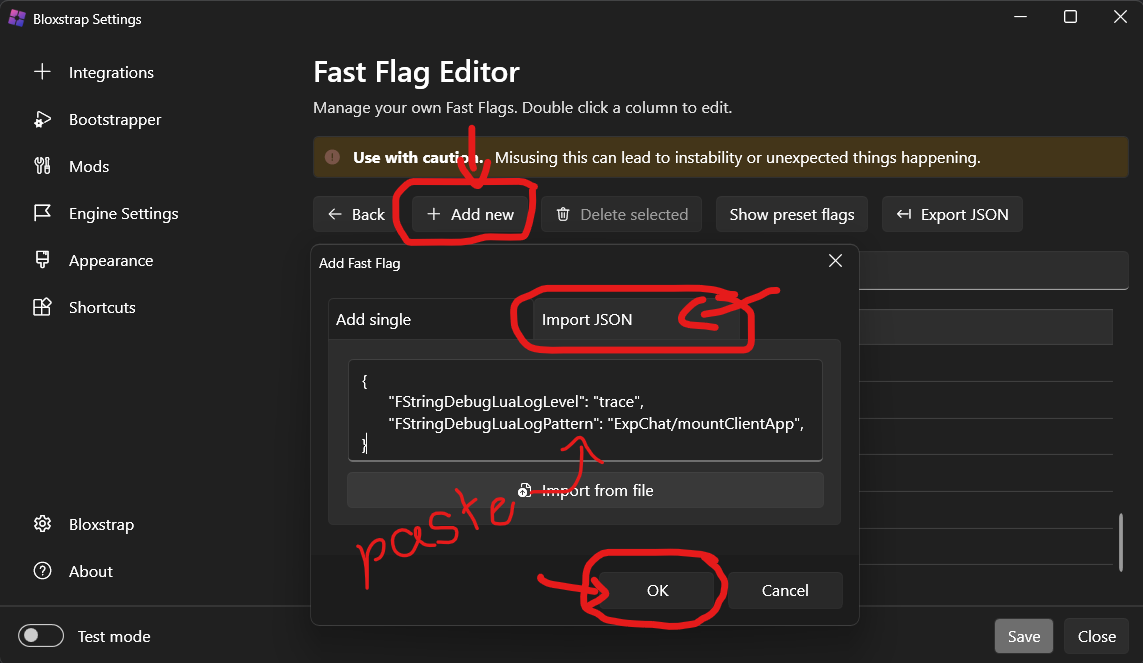 Bloxstrap Settings
Integrations
Bootstrapper
Mods
Engine Settings
Appearance
Shortcuts
Bloxstrap
About
Test mode
Fast Flag Editor
Manage your own Fast Flags. Double click a column to edit.
Use with caution. Misusing this can lead to instability or unexpected things happening.
Back
Add new
Delete selected
Show preset flags
Export JSON
Add Fast Flag
Add single
Import JSON
{
"FStringDebugLuaLogLevel": "trace",
"FStringDebugLuaLogPattern": "ExpChat/mountClientApp",
}
Import from file
paste
OK
Cancel
Save
Close